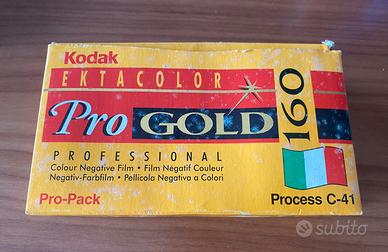 Kodak
EKTACOLOR
Pro GOLD 160
PROFESSIONAL
Colour Negative Film • Film Négatif Couleur
Negativ-Farbfilm • Pellicola Negativa a Colori
Pro-Pack
Process C-41
subito